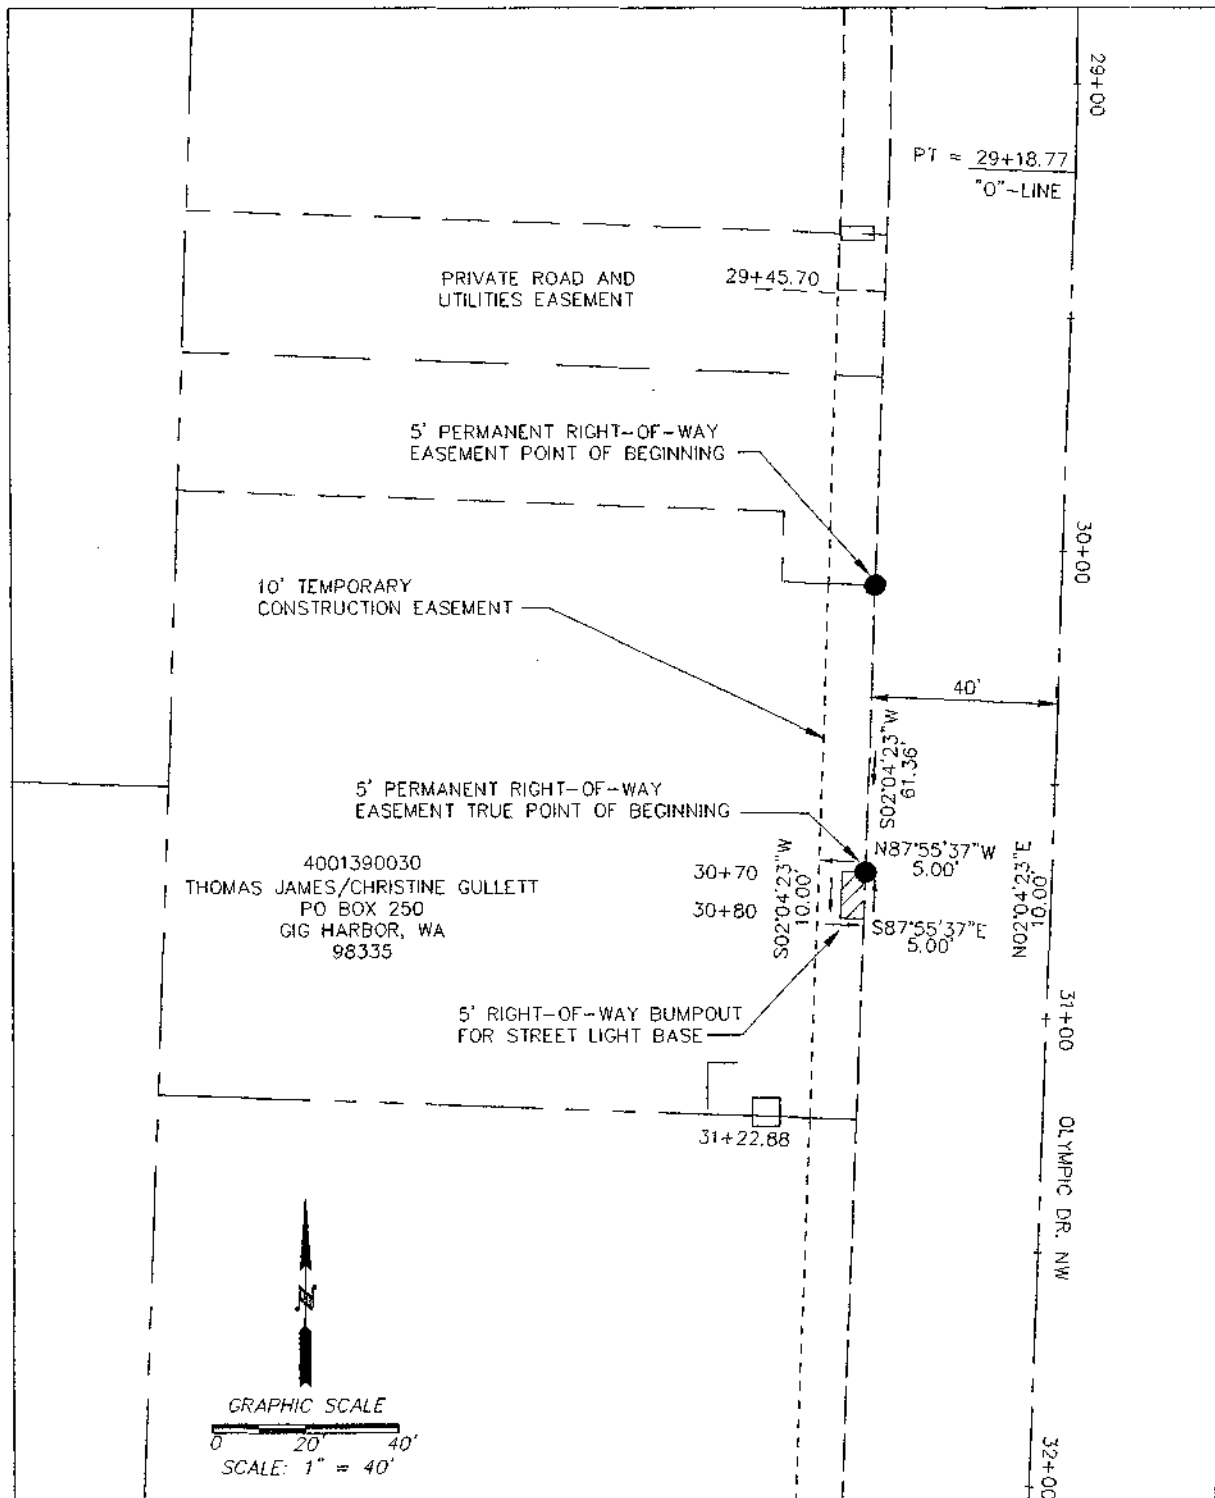 29+00
PT = 29+18.77
"O"-LINE
PRIVATE ROAD AND
UTILITIES EASEMENT
29+45.70
5' PERMANENT RIGHT-OF-WAY
EASEMENT POINT OF BEGINNING
30+00
10' TEMPORARY
CONSTRUCTION EASEMENT
40'
S02°04'23"W
61.36'
5' PERMANENT RIGHT-OF-WAY
EASEMENT TRUE POINT OF BEGINNING
N87°55'37"W
5.00'
4001390030
THOMAS JAMES/CHRISTINE GULLETT
PO BOX 250
GIG HARBOR, WA
98335
30+70
30+80
S02°04'23"W
10.00'
S87°55'37"E
5.00'
N02°04'23"E
10.00'
5' RIGHT-OF-WAY BUMPOUT
FOR STREET LIGHT BASE
31+00
31+22.88
OLYMPIC DR. NW
GRAPHIC SCALE
0 20' 40'
SCALE: 1" = 40'
32+00